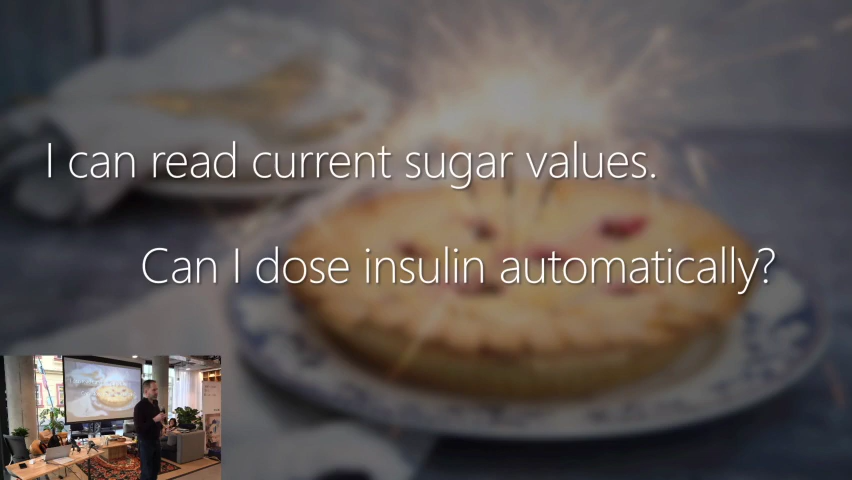 I can read current sugar values.
Can I dose insulin automatically?